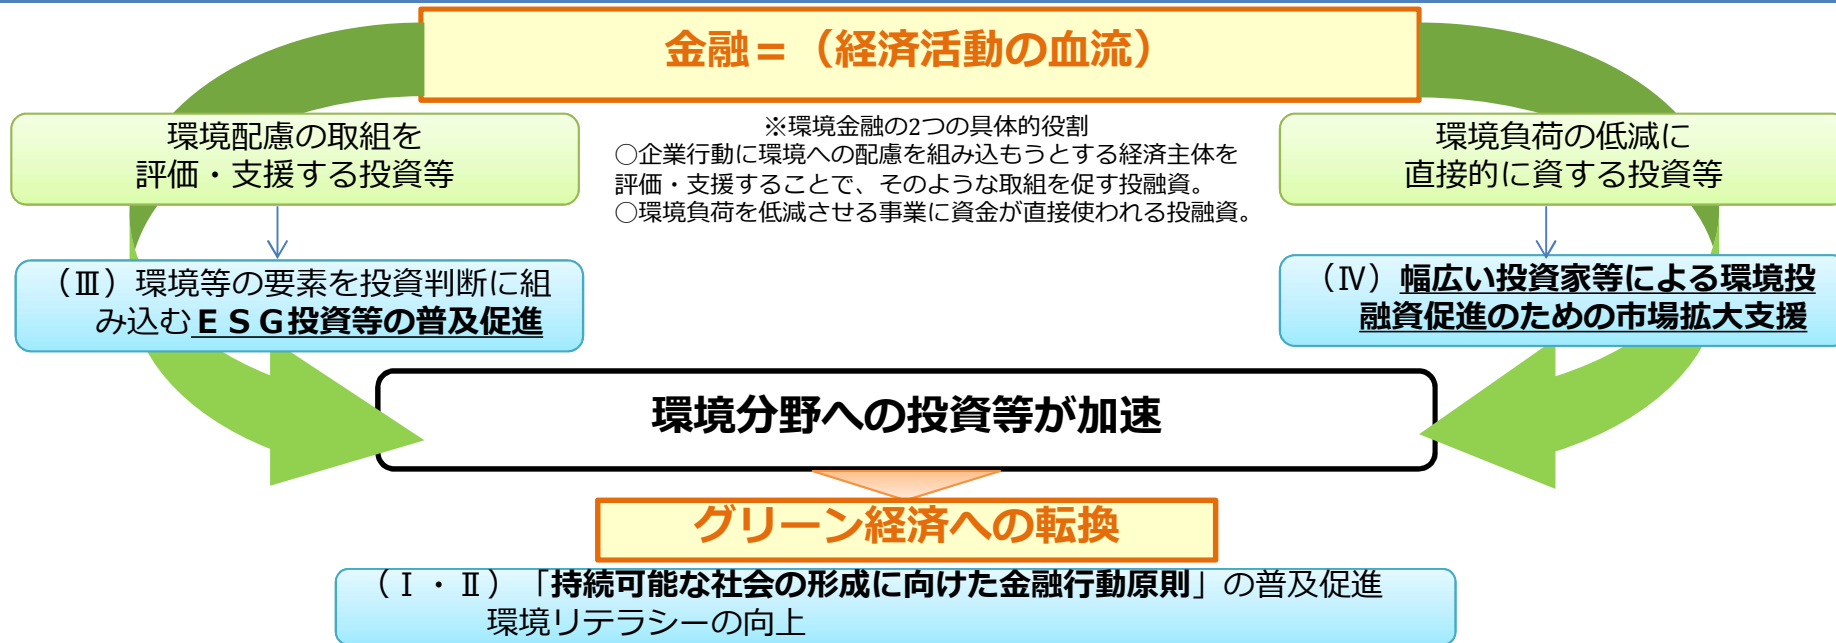 金融＝（経済活動の血流）
環境配慮の取組を
評価・支援する投資等
※環境金融の2つの具体的役割
○企業行動に環境への配慮を組み込もうとする経済主体を
評価・支援することで、そのような取組を促す投融資。
○環境負荷を低減させる事業に資金が直接使われる投融資。
環境負荷の低減に
直接的に資する投資等
（Ⅲ）環境等の要素を投資判断に組
み込むＥＳＧ投資等の普及促進
（Ⅳ）幅広い投資家等による環境投
融資促進のための市場拡大支援
環境分野への投資等が加速
グリーン経済への転換
（Ⅰ・Ⅱ）「持続可能な社会の形成に向けた金融行動原則」の普及促進
環境リテラシーの向上